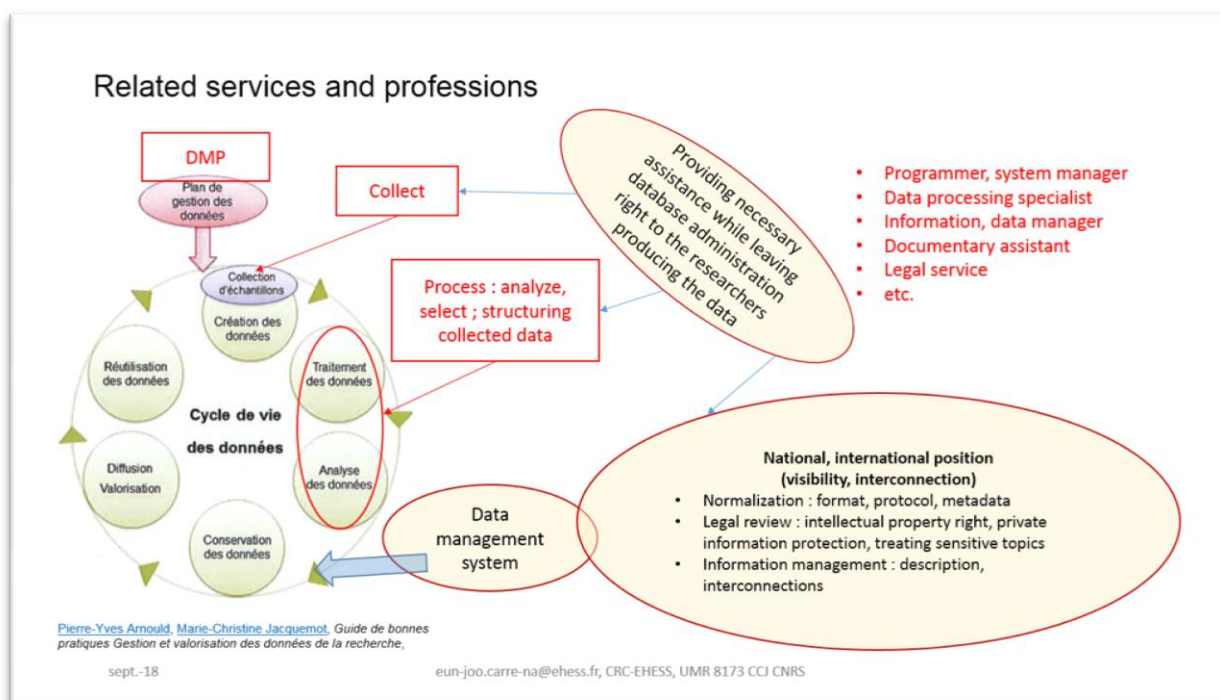 Related services and professions
DMP
Plan de
gestion des
données
Collect
Collection
d'échantillons
Création des
données
Process : analyze,
select ; structuring
collected data
Réutilisation
des données
Traitement
des données
Cycle de vie
des données
Diffusion
Valorisation
Analyse
des données
Conservation
des données
Providing necessary
assistance while leaving
database administration
right to the researchers
producing the data
• Programmer, system manager
• Data processing specialist
• Information, data manager
• Documentary assistant
• Legal service
• etc.
Data
management
system
National, international position
(visibility, interconnection)
• Normalization : format, protocol, metadata
• Legal review : intellectual property right, private
information protection, treating sensitive topics
• Information management : description,
interconnections
Pierre-Yves Arnould, Marie-Christine Jacquemot, Guide de bonnes
pratiques Gestion et valorisation des données de la recherche,
sept.-18
eun-joo.carre-na@ehess.fr, CRC-EHESS, UMR 8173 CCJ CNRS